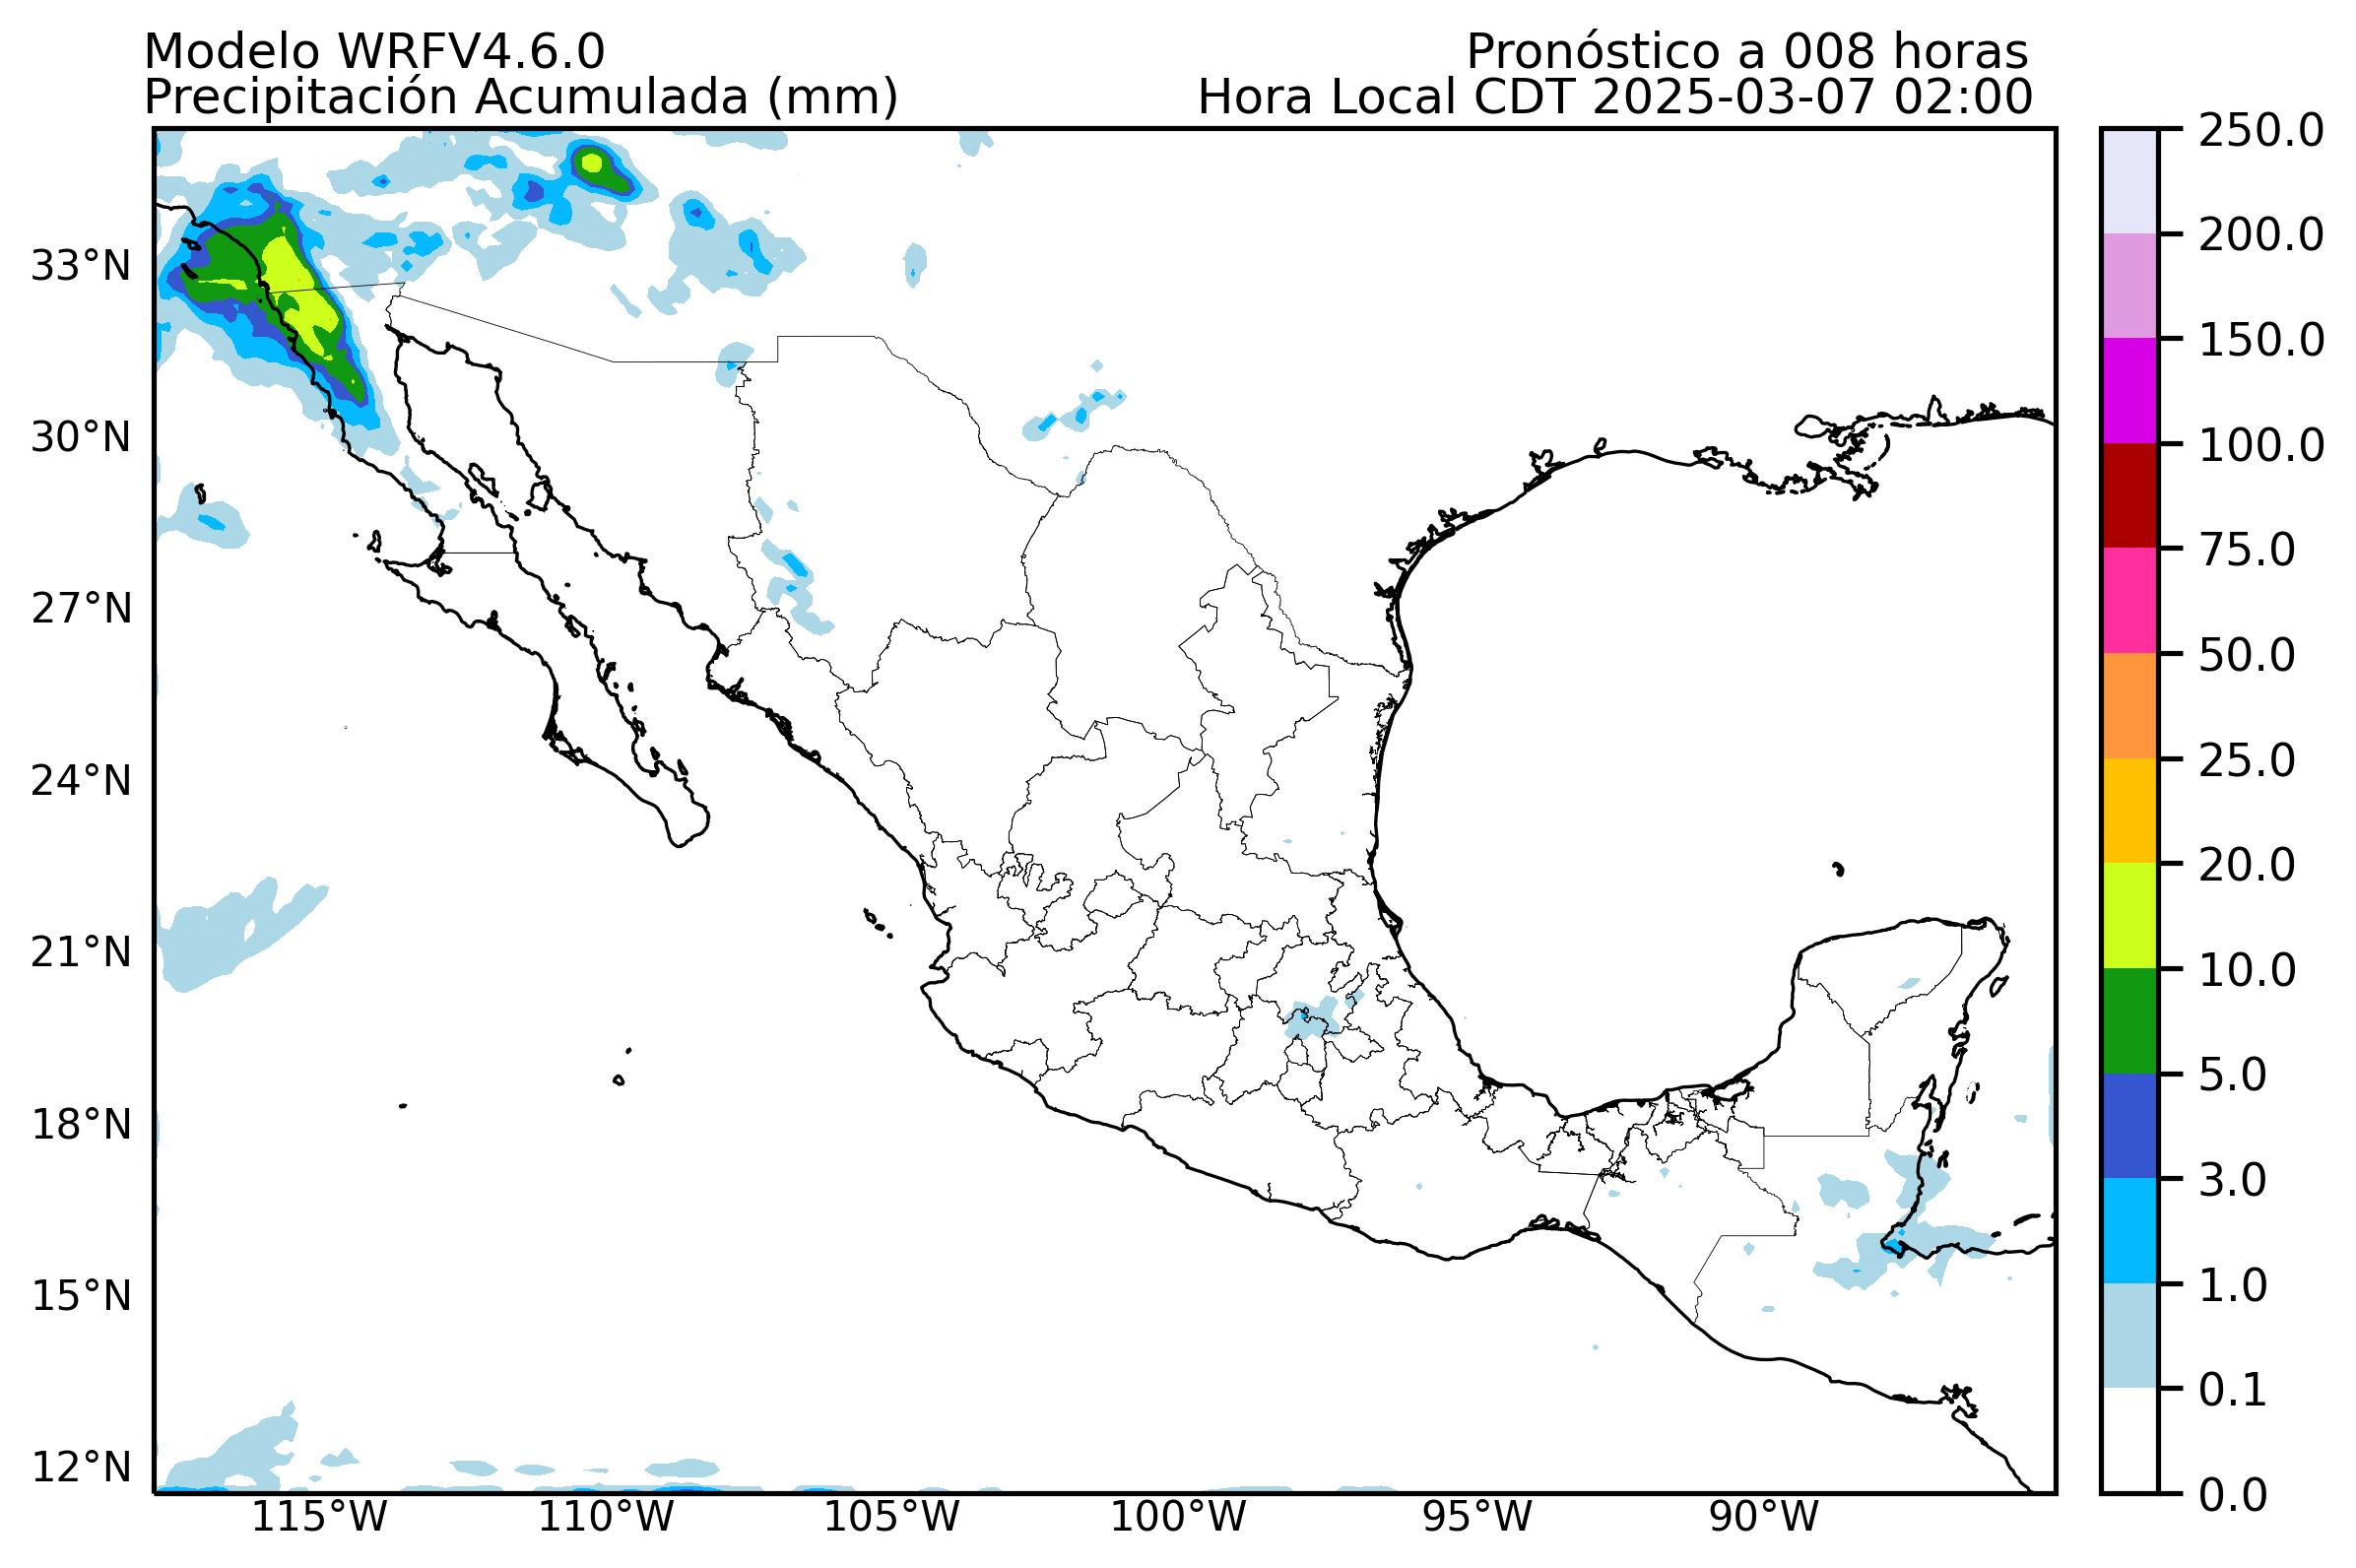 Modelo WRFV4.6.0
Pronóstico a 008 horas
Precipitación Acumulada (mm)
Hora Local CDT 2025-03-07 02:00
33°N
30°N
27°N
24°N
21°N
18°N
15°N
12°N
115°W
110°W
105°W
100°W
95°W
90°W
250.0
200.0
150.0
100.0
75.0
50.0
25.0
20.0
10.0
5.0
3.0
1.0
0.1
0.0